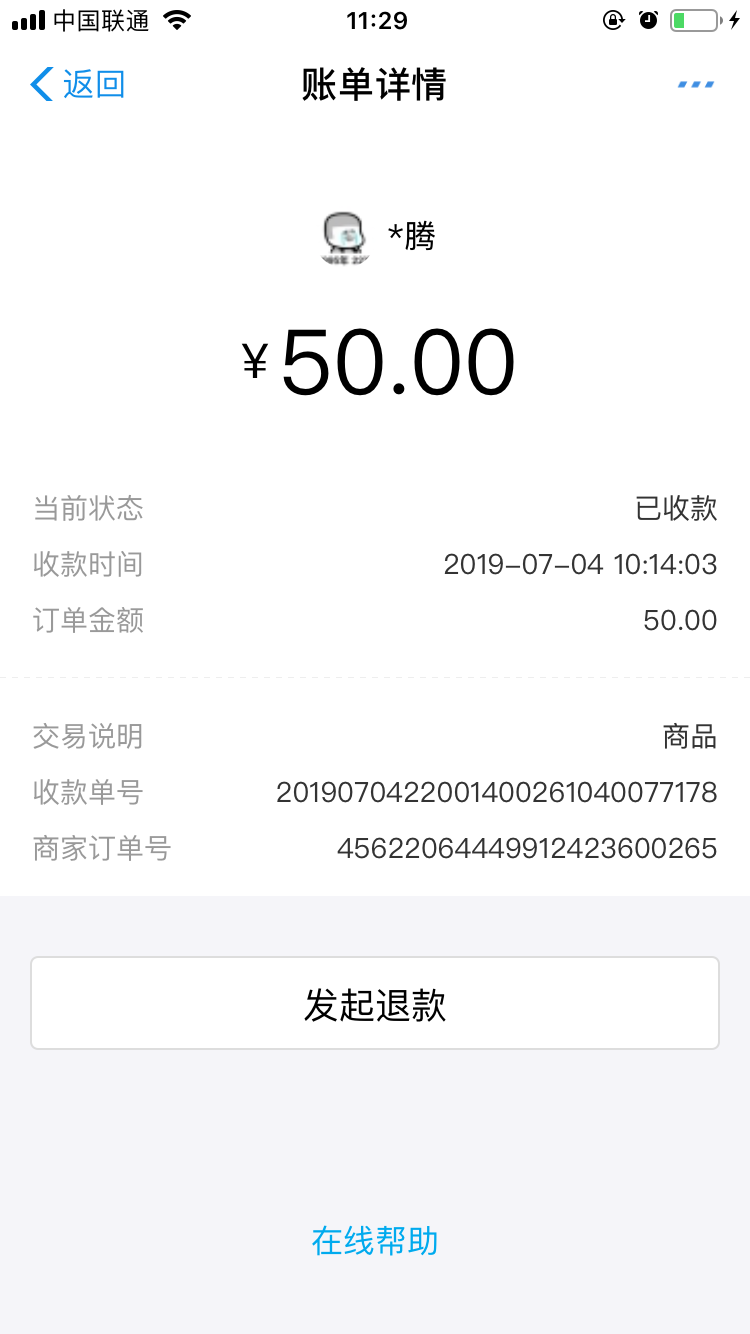 中国联通 11:29
返回 账单详情
*腾
¥50.00
当前状态 已收款
收款时间 2019-07-04 10:14:03
订单金额 50.00
交易说明 商品
收款单号 20190704220014002610400077178
商家订单号 45622064449912423600265
发起退款
在线帮助